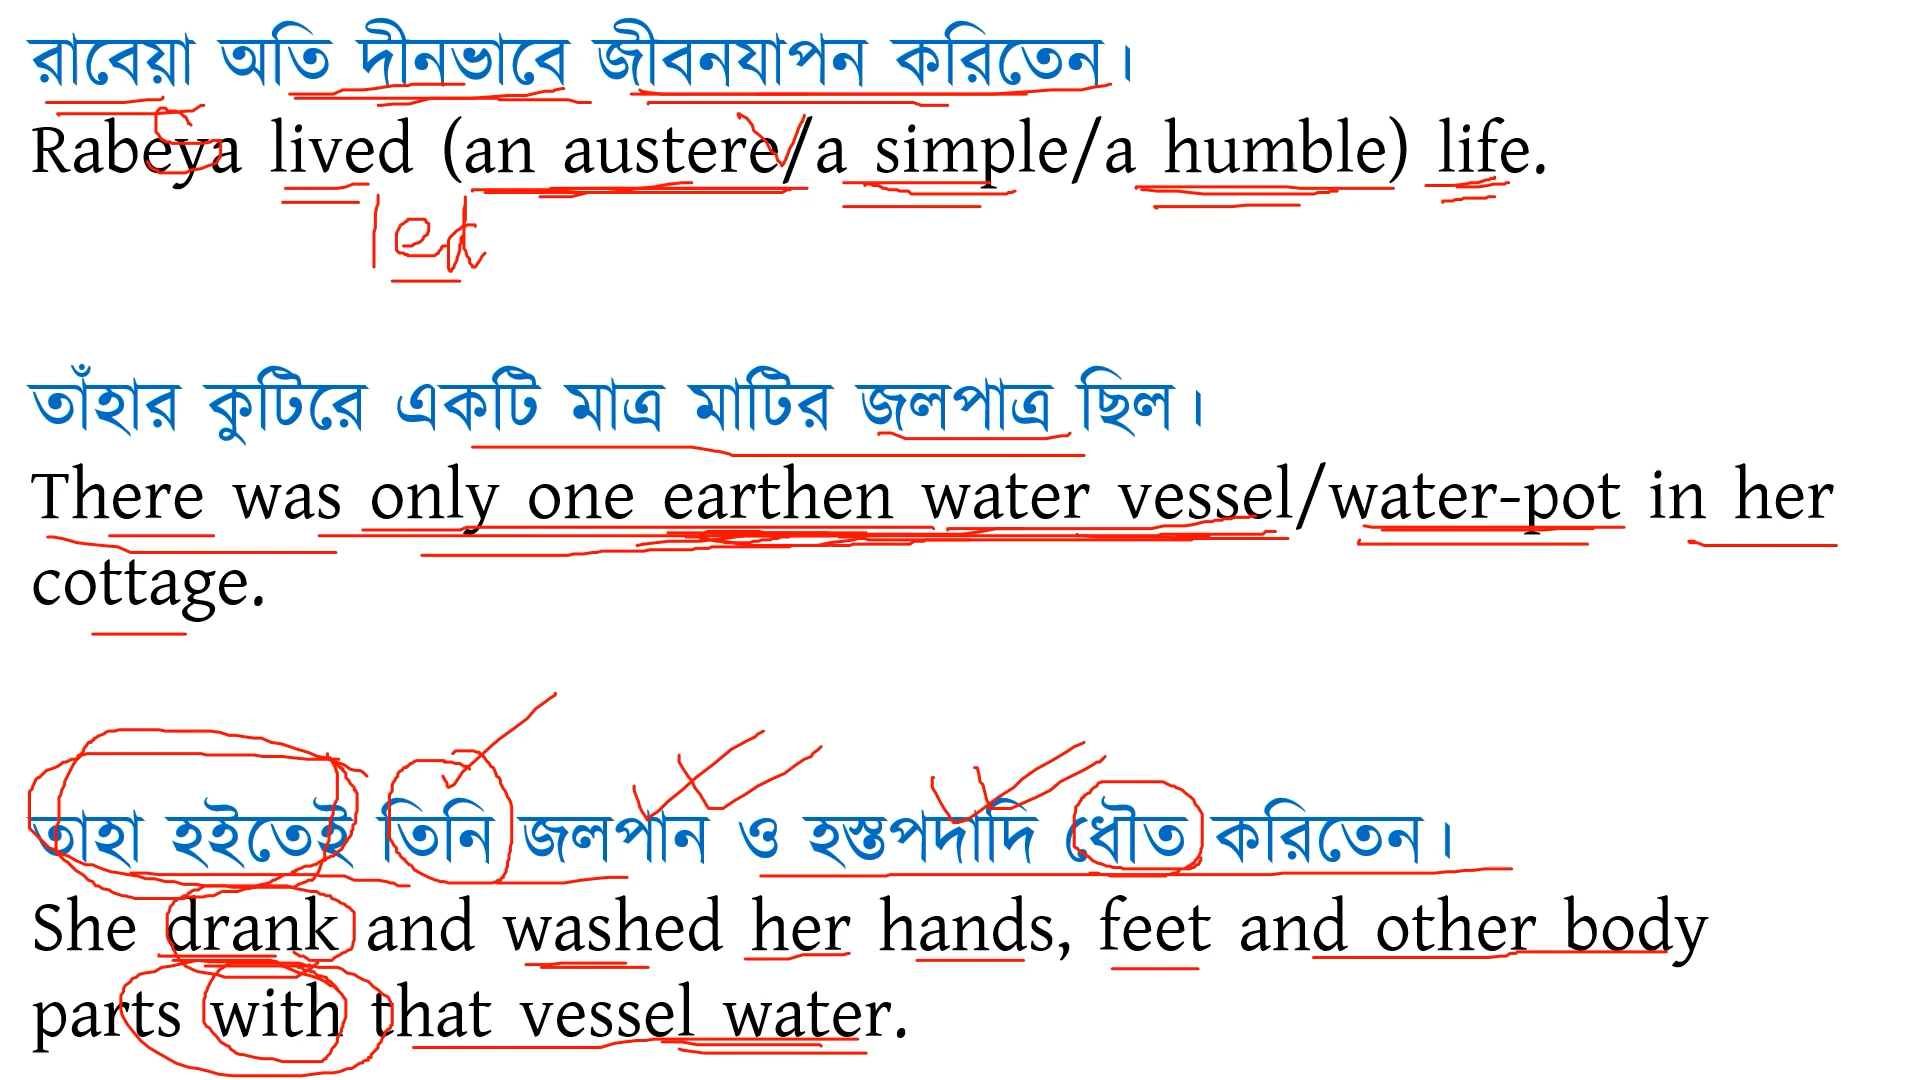 রাবেয়া অতি দীনভাবে জীবনযাপন করিতেন।
Rabeya lived (an austere/a simple/a humble) life.
led
তাঁহার কুটিরে একটি মাত্র মাটির জলপাত্র ছিল।
There was only one earthen water vessel/water-pot in her
cottage.
তাহা হইতেই তিনি জলপান ও হস্তপদাদি ধৌত করিতেন।
She drank and washed her hands, feet and other body
parts with that vessel water.